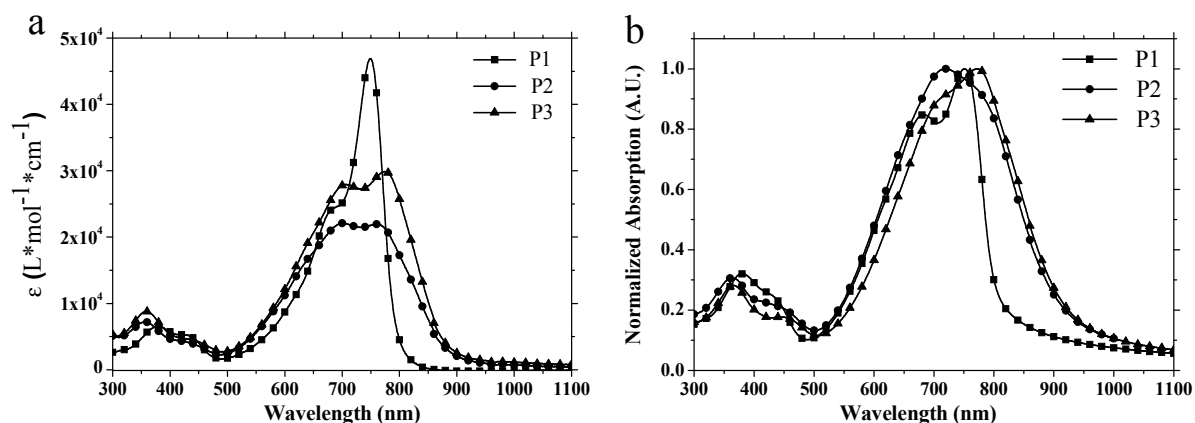 a
ε (L*mol⁻¹*cm⁻¹)
5x10⁴
4x10⁴
3x10⁴
2x10⁴
1x10⁴
0
300 400 500 600 700 800 900 1000 1100
Wavelength (nm)
P1
P2
P3
b
Normalized Absorption (A.U.)
1.0
0.8
0.6
0.4
0.2
0.0
300 400 500 600 700 800 900 1000 1100
Wavelength (nm)
P1
P2
P3